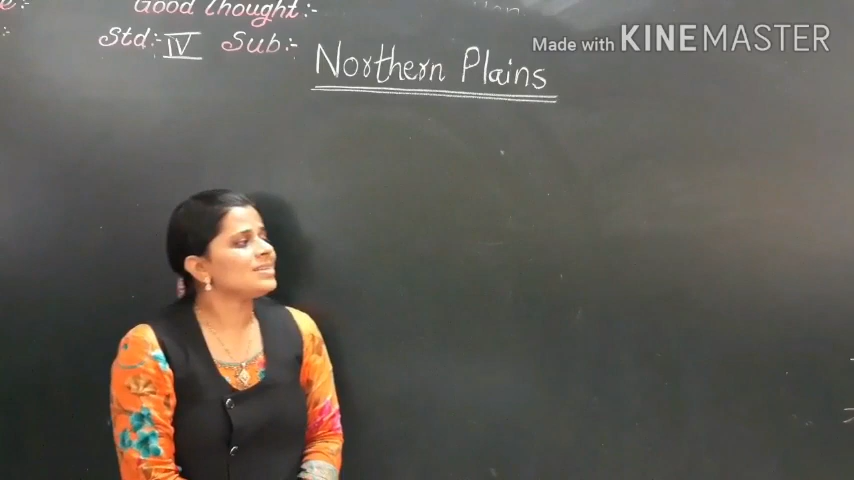 Good Thought:-
Std:- IV Sub:-
Northern Plains
Made with KINEMASTER